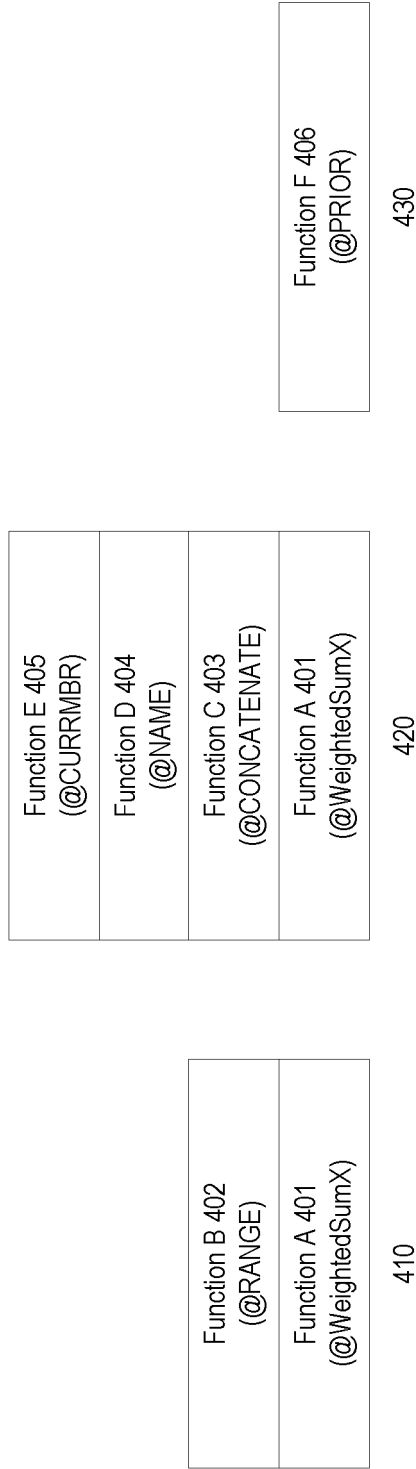 Function B 402
(@RANGE)
Function A 401
(@WeightedSumX)
410
Function E 405
(@CURRMBR)
Function D 404
(@NAME)
Function C 403
(@CONCATENATE)
Function A 401
(@WeightedSumX)
420
Function F 406
(@PRIOR)
430